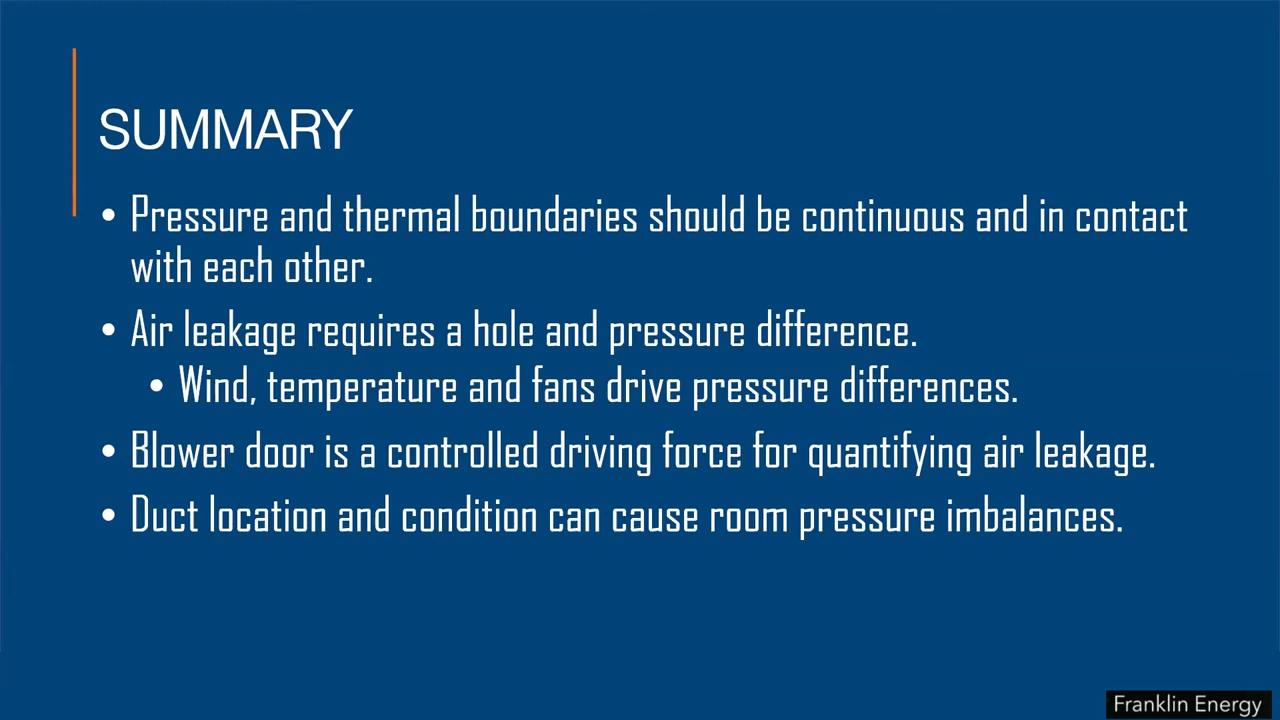 SUMMARY
• Pressure and thermal boundaries should be continuous and in contact
with each other.
• Air leakage requires a hole and pressure difference.
• Wind, temperature and fans drive pressure differences.
• Blower door is a controlled driving force for quantifying air leakage.
• Duct location and condition can cause room pressure imbalances.
Franklin Energy